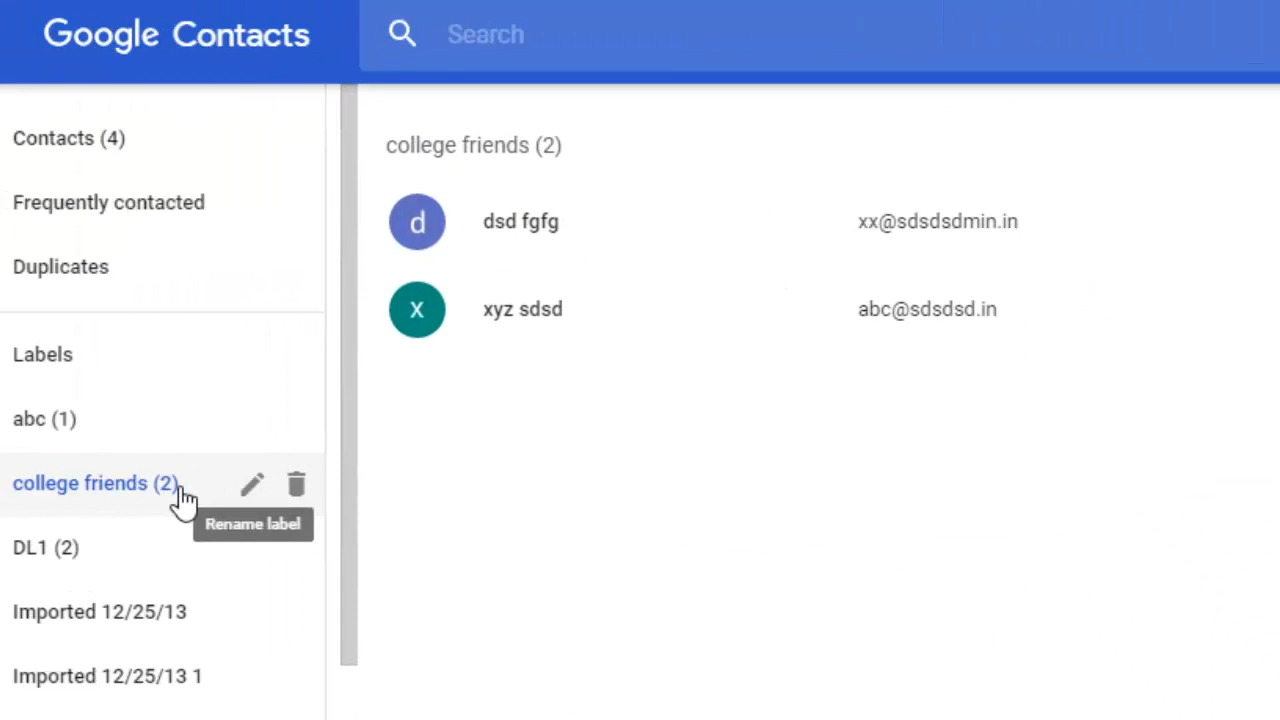 Google Contacts
Search
Contacts (4)
Frequently contacted
Duplicates
Labels
abc (1)
college friends (2)
Rename label
DL1 (2)
Imported 12/25/13
Imported 12/25/13 1
college friends (2)
d dsd fgfg xx@sdsdsdmin.in
x xyz sdsd abc@sdsdsd.in